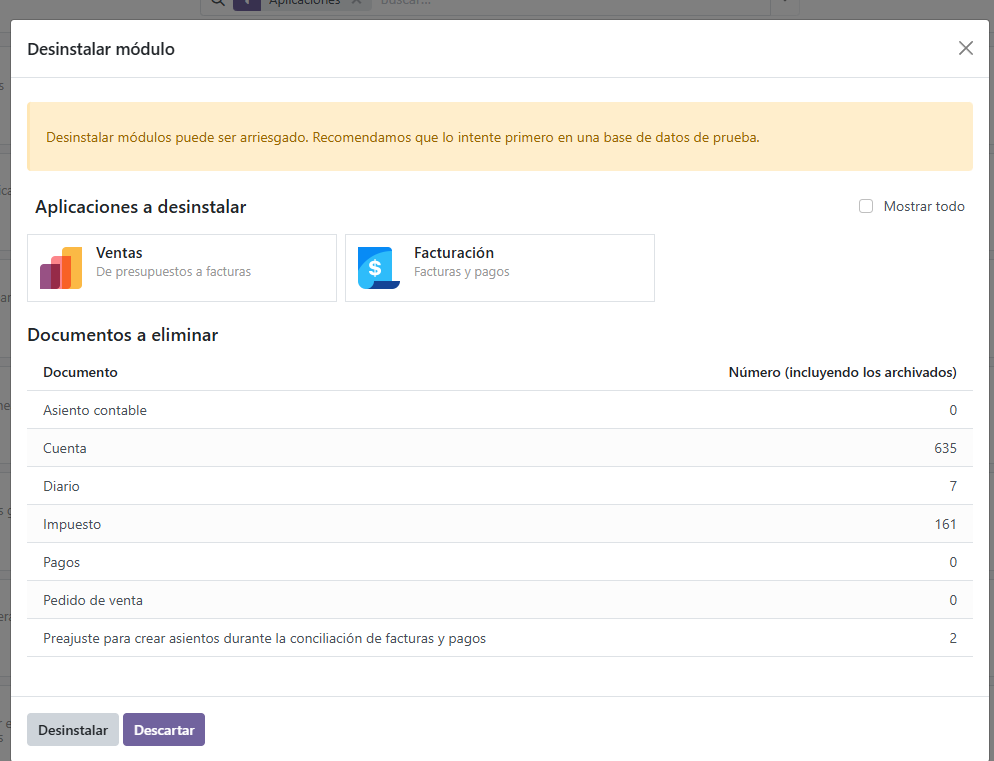 Aplicaciones
Buscar...
Desinstalar módulo
Desinstalar módulos puede ser arriesgado. Recomendamos que lo intente primero en una base de datos de prueba.
Aplicaciones a desinstalar
Mostrar todo
Ventas
De presupuestos a facturas
$
Facturación
Facturas y pagos
Documentos a eliminar
Documento Número (incluyendo los archivados)
Asiento contable 0
Cuenta 635
Diario 7
Impuesto 161
Pagos 0
Pedido de venta 0
Preajuste para crear asientos durante la conciliación de facturas y pagos 2
Desinstalar Descartar